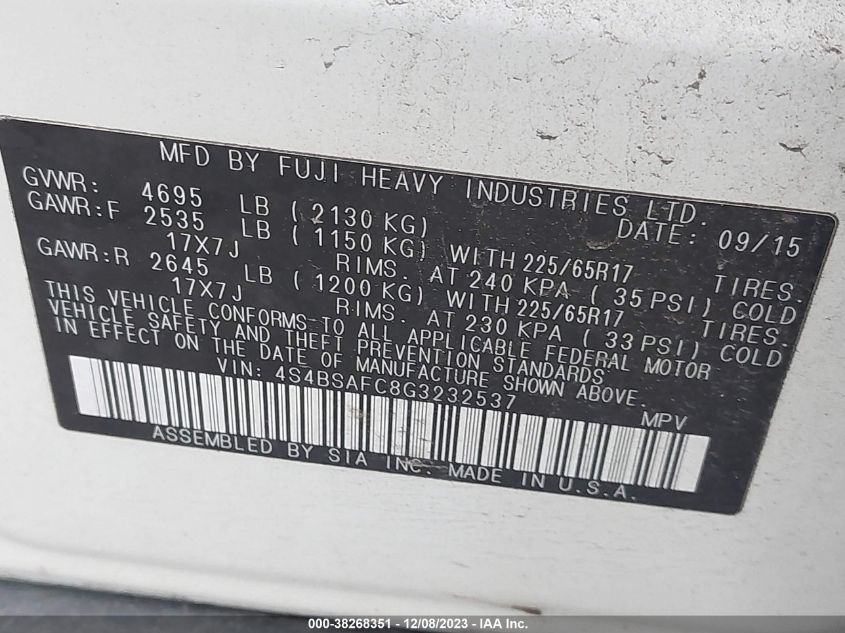 MFD BY FUJI HEAVY INDUSTRIES LTD.
GVWR: 4695 LB ( 2130 KG) DATE: 09/15
GAWR:F 2535 LB ( 1150 KG) WITH 225/65R17 TIRES.
17X7J RIMS. AT 240 KPA ( 35 PSI) COLD
GAWR:R 2645 LB ( 1200 KG) WITH 225/65R17 TIRES.
17X7J RIMS. AT 230 KPA ( 33 PSI) COLD
THIS VEHICLE CONFORMS TO ALL APPLICABLE FEDERAL MOTOR
VEHICLE SAFETY AND THEFT PREVENTION STANDARDS
IN EFFECT ON THE DATE OF MANUFACTURE SHOWN ABOVE.
VIN: 4S4BSAFC8G3232537
MPV
ASSEMBLED BY SIA INC. MADE IN U.S.A.
000-38268351 - 12/08/2023 - IAA Inc.